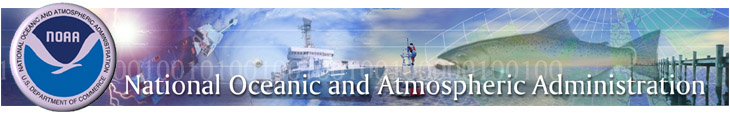 NATIONAL OCEANIC AND ATMOSPHERIC ADMINISTRATION
NOAA
U.S. DEPARTMENT OF COMMERCE
National Oceanic and Atmospheric Administration